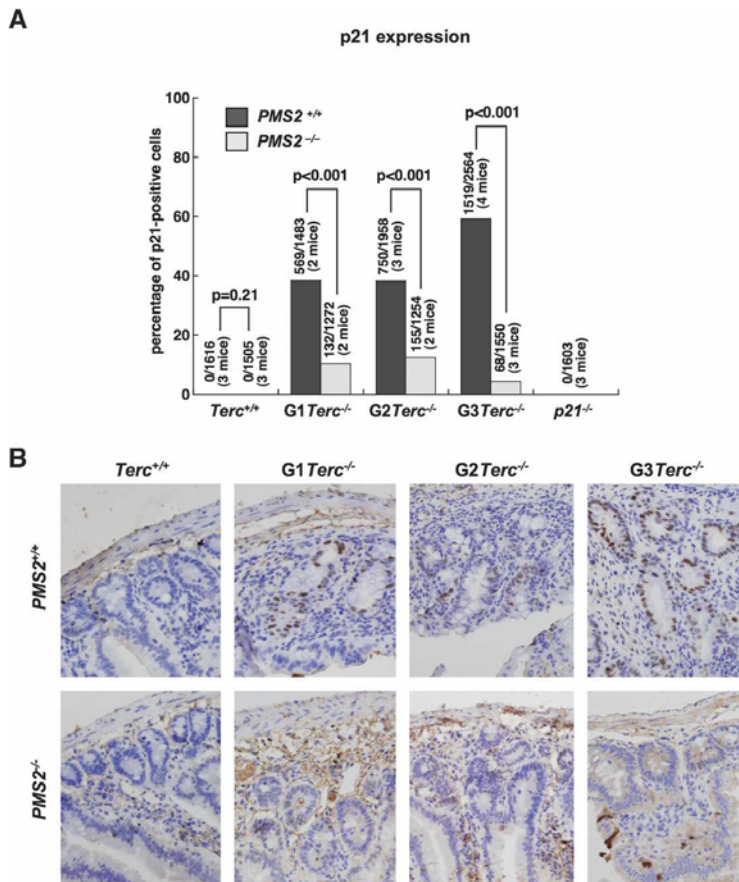 A
p21 expression
percentage of p21-positive cells
100
80
60
40
20
0
PMS2 +/+
PMS2 –/–
p=0.21
p<0.001
p<0.001
p<0.001
0/1616
(3 mice)
0/1505
(3 mice)
569/1483
(2 mice)
132/1272
(2 mice)
750/1958
(3 mice)
155/1254
(2 mice)
1519/2564
(4 mice)
68/1550
(3 mice)
0/1603
(3 mice)
Terc+/+
G1Terc-/-
G2Terc-/-
G3Terc-/-
p21-/-
B
Terc+/+
G1Terc-/-
G2Terc-/-
G3Terc-/-
PMS2+/+
PMS2-/-